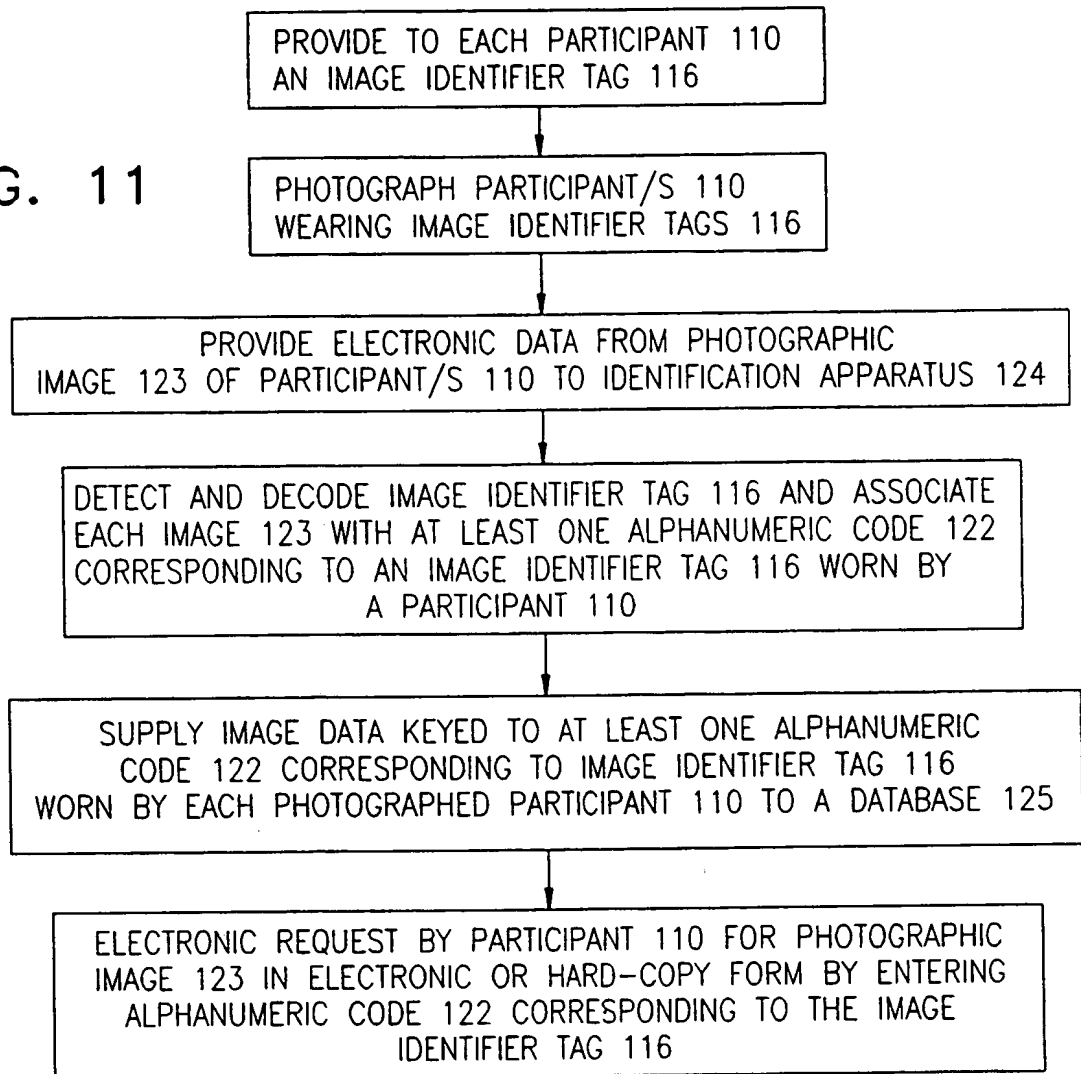 PROVIDE TO EACH PARTICIPANT 110
AN IMAGE IDENTIFIER TAG 116
G. 11
PHOTOGRAPH PARTICIPANT/S 110
WEARING IMAGE IDENTIFIER TAGS 116
PROVIDE ELECTRONIC DATA FROM PHOTOGRAPHIC
IMAGE 123 OF PARTICIPANT/S 110 TO IDENTIFICATION APPARATUS 124
DETECT AND DECODE IMAGE IDENTIFIER TAG 116 AND ASSOCIATE
EACH IMAGE 123 WITH AT LEAST ONE ALPHANUMERIC CODE 122
CORRESPONDING TO AN IMAGE IDENTIFIER TAG 116 WORN BY
A PARTICIPANT 110
SUPPLY IMAGE DATA KEYED TO AT LEAST ONE ALPHANUMERIC
CODE 122 CORRESPONDING TO IMAGE IDENTIFIER TAG 116
WORN BY EACH PHOTOGRAPHED PARTICIPANT 110 TO A DATABASE 125
ELECTRONIC REQUEST BY PARTICIPANT 110 FOR PHOTOGRAPHIC
IMAGE 123 IN ELECTRONIC OR HARD-COPY FORM BY ENTERING
ALPHANUMERIC CODE 122 CORRESPONDING TO THE IMAGE
IDENTIFIER TAG 116